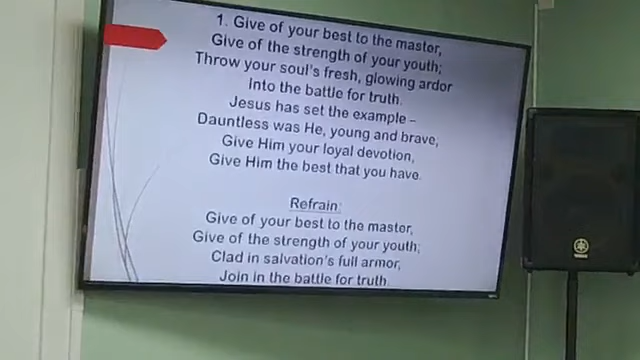 1. Give of your best to the master,
Give of the strength of your youth;
Throw your soul's fresh, glowing ardor
Into the battle for truth.
Jesus has set the example –
Dauntless was He, young and brave,
Give Him your loyal devotion,
Give Him the best that you have.
Refrain:
Give of your best to the master,
Give of the strength of your youth;
Clad in salvation's full armor,
Join in the battle for truth.
YAMAHA